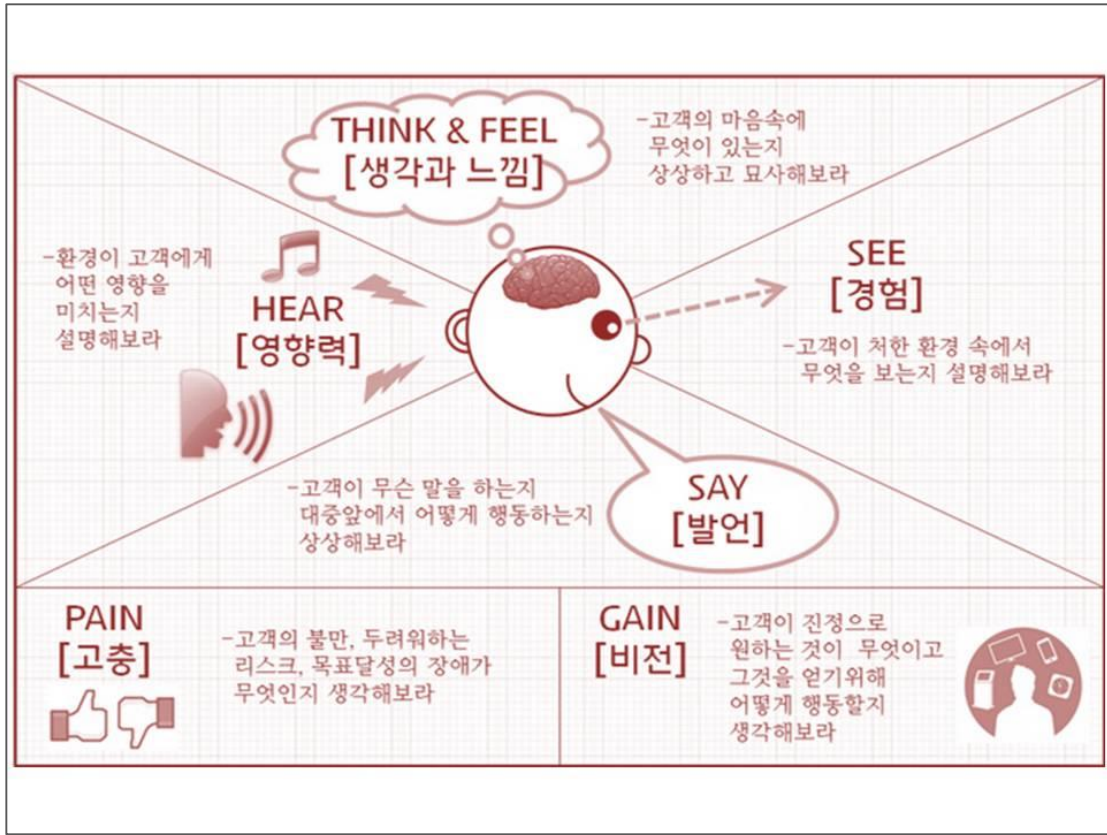 THINK & FEEL
[생각과 느낌]
-고객의 마음속에
무엇이 있는지
상상하고 묘사해보라
-환경이 고객에게
어떤 영향을
미치는지
설명해보라
HEAR
[영향력]
SEE
[경험]
-고객이 처한 환경 속에서
무엇을 보는지 설명해보라
-고객이 무슨 말을 하는지
대중앞에서 어떻게 행동하는지
상상해보라
SAY
[발언]
PAIN
[고충]
-고객의 불만, 두려워하는
리스크, 목표달성의 장애가
무엇인지 생각해보라
GAIN
[비전]
-고객이 진정으로
원하는 것이 무엇이고
그것을 얻기위해
어떻게 행동할지
생각해보라